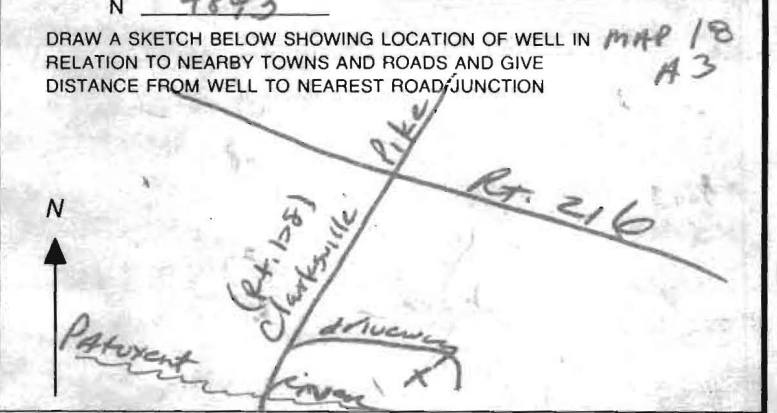 N 9893
DRAW A SKETCH BELOW SHOWING LOCATION OF WELL IN MAP 18
RELATION TO NEARBY TOWNS AND ROADS AND GIVE A3
DISTANCE FROM WELL TO NEAREST ROAD JUNCTION
Pike
Rt. 216
N
(Rt. 108)
Clarksville
driveway
Patuxent
river
X